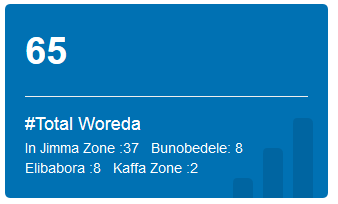 65
#Total Woreda
In Jimma Zone :37 Bunobedele: 8
Elibabora :8 Kaffa Zone :2